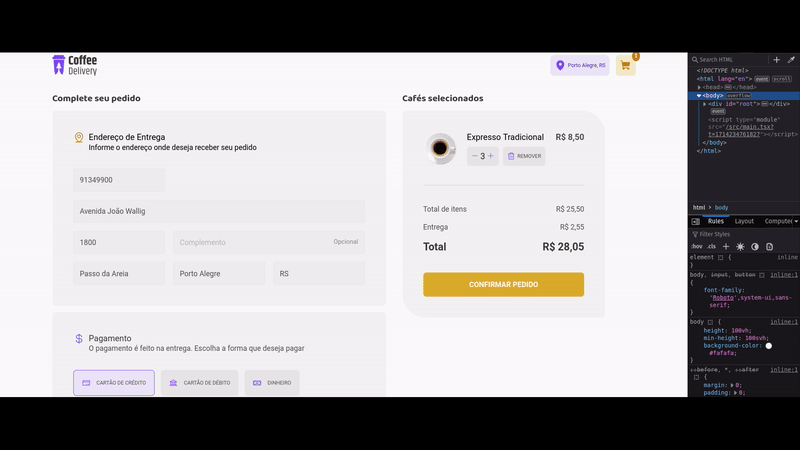 Coffee
Delivery
Porto Alegre, RS
1
Complete seu pedido
Endereço de Entrega
Informe o endereço onde deseja receber seu pedido
91349900
Avenida João Wallig
1800
Complemento
Opcional
Passo da Areia
Porto Alegre
RS
Pagamento
O pagamento é feito na entrega. Escolha a forma que deseja pagar
CARTÃO DE CRÉDITO
CARTÃO DE DÉBITO
DINHEIRO
Cafés selecionados
Expresso Tradicional
R$ 8,50
3
REMOVER
Total de itens
R$ 25,50
Entrega
R$ 2,55
Total
R$ 28,05
CONFIRMAR PEDIDO
Search HTML
<!DOCTYPE html>
<html lang="en"> event scroll
<head> </head>
<body> overflow
<div id="root"> </div>
event
<script type="module"
src="/src/main.tsx?
t=1714234761827"></script>
</body>
</html>
html > body
Rules Layout Compute
Filter Styles
:hov .cls +
element { inline
}
body, input, button { inline:1
font-family:
'Roboto',system-ui,sans-
serif;
}
body { inline:1
height: 100vh;
min-height: 100svh;
background-color:
#fafafa;
}
::before, *, ::after inline:1
{
margin: 0;
padding: 0;